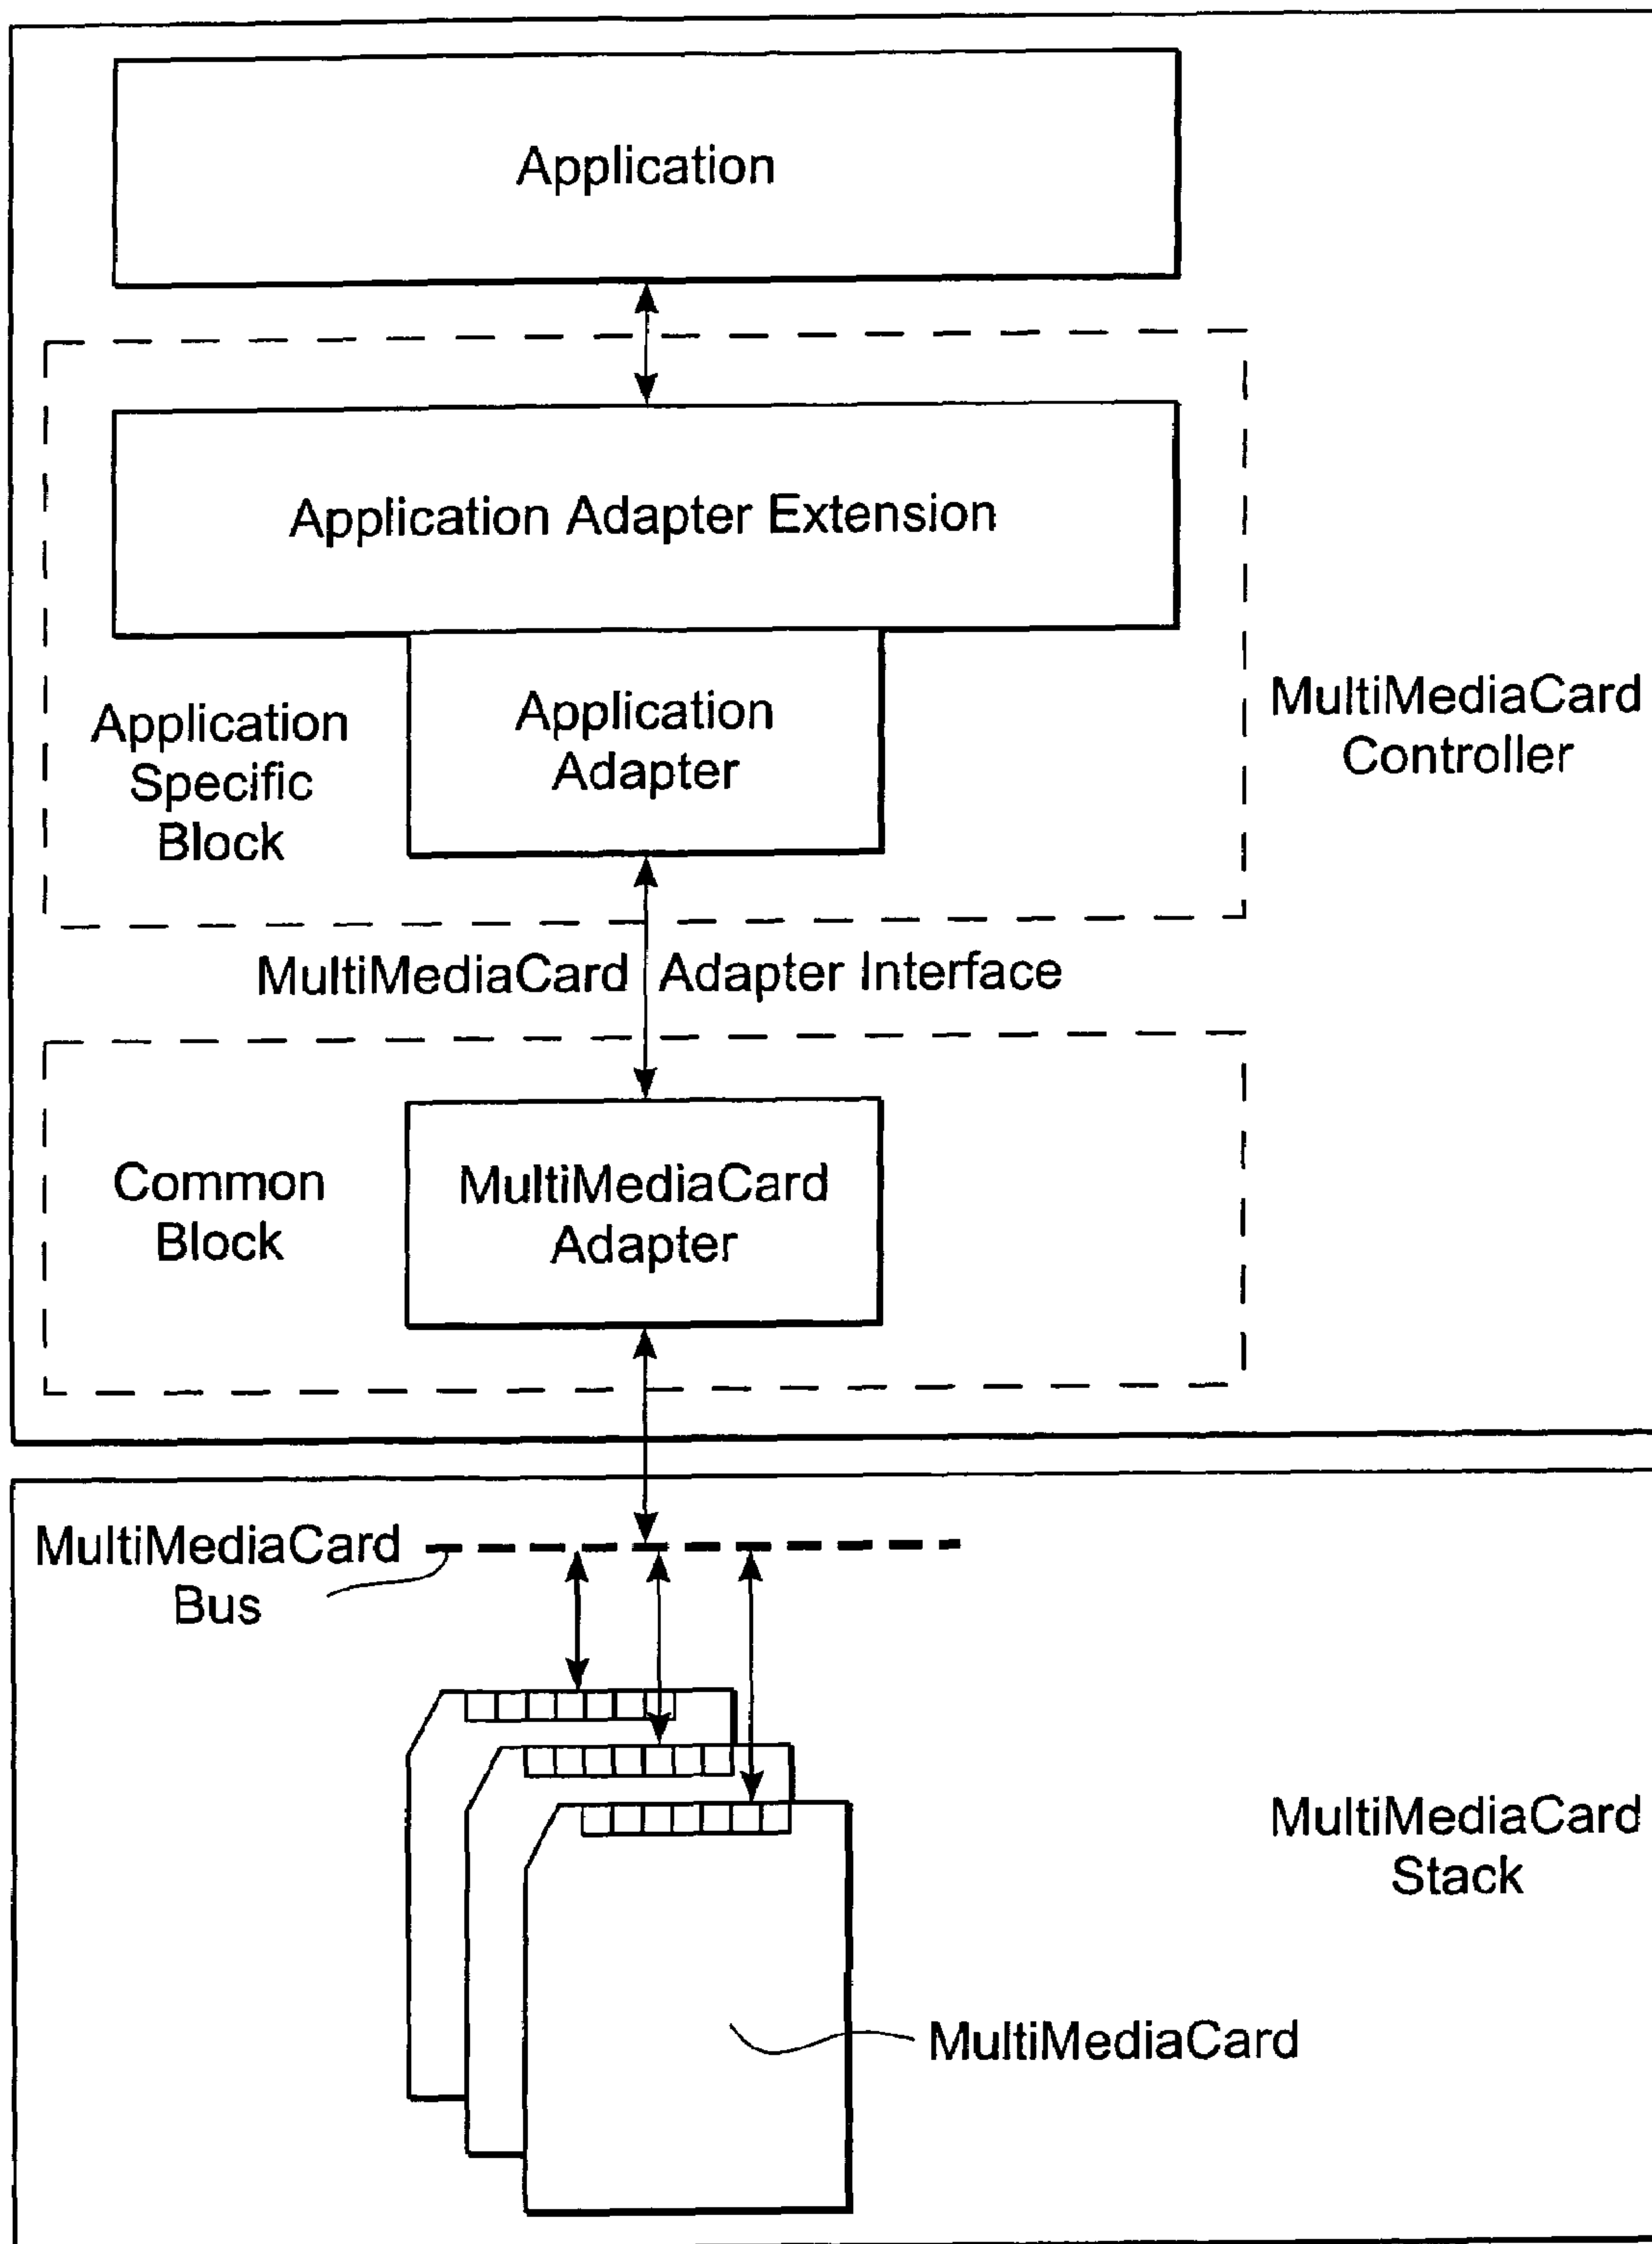 Application
Application Adapter Extension
Application
Adapter
Application
Specific
Block
MultiMediaCard
Controller
MultiMediaCard Adapter Interface
Common
Block
MultiMediaCard
Adapter
MultiMediaCard
Bus
MultiMediaCard
Stack
MultiMediaCard